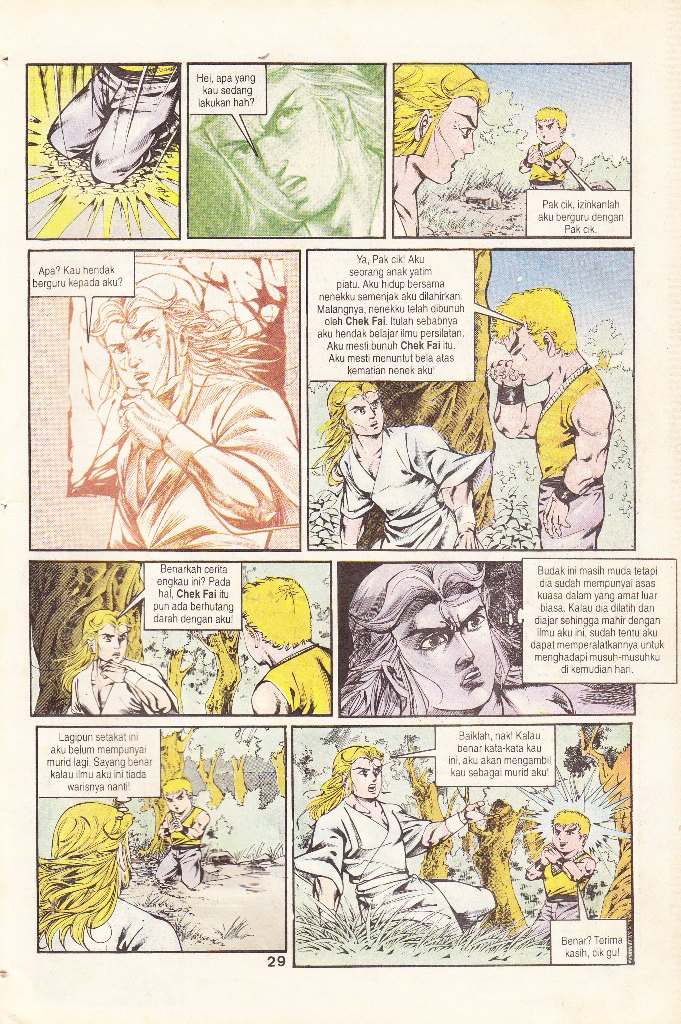 Hei, apa yang
kau sedang
lakukan hah?
Pak cik, izinkanlah
aku berguru dengan
Pak cik.
Apa? Kau hendak
berguru kepada aku?
Ya, Pak cik! Aku
seorang anak yatim
piatu. Aku hidup bersama
nenekku semenjak aku dilahirkan.
Malangnya, nenekku telah dibunuh
oleh Chek Fai. Itulah sebabnya
aku hendak belajar ilmu persilatan.
Aku mesti bunuh Chek Fai itu.
Aku mesti menuntut bela atas
kematian nenek aku!
Benarkah cerita
engkau ini? Pada
hal, Chek Fai itu
pun ada berhutang
darah dengan aku!
Budak ini masih muda tetapi
dia sudah mempunyai asas
kuasa dalam yang amat luar
biasa. Kalau dia dilatih dan
diajar sehingga mahir dengan
ilmu aku ini, sudah tentu aku
dapat memperalatkannya untuk
menghadapi musuh-musuhku
di kemudian hari.
Lagipun setakat ini
aku belum mempunyai
murid lagi. Sayang benar
kalau ilmu aku ini tiada
warisnya nanti!
Baiklah, nak! Kalau
benar kata-kata kau
ini, aku akan mengambil
kau sebagai murid aku!
Benar? Terima
kasih, cik gu!
29